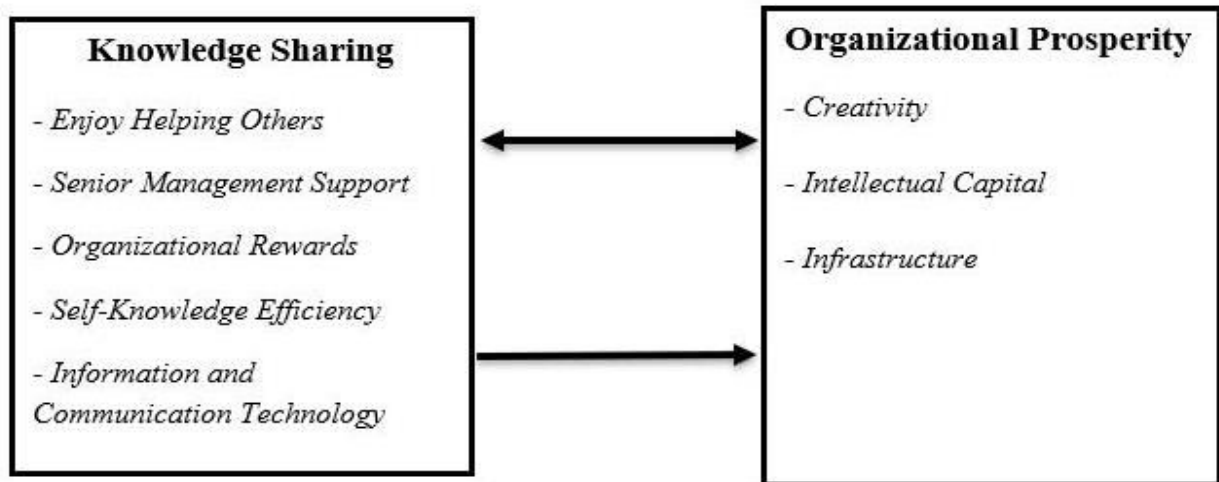 Knowledge Sharing
- Enjoy Helping Others
- Senior Management Support
- Organizational Rewards
- Self-Knowledge Efficiency
- Information and
Communication Technology
Organizational Prosperity
- Creativity
- Intellectual Capital
- Infrastructure